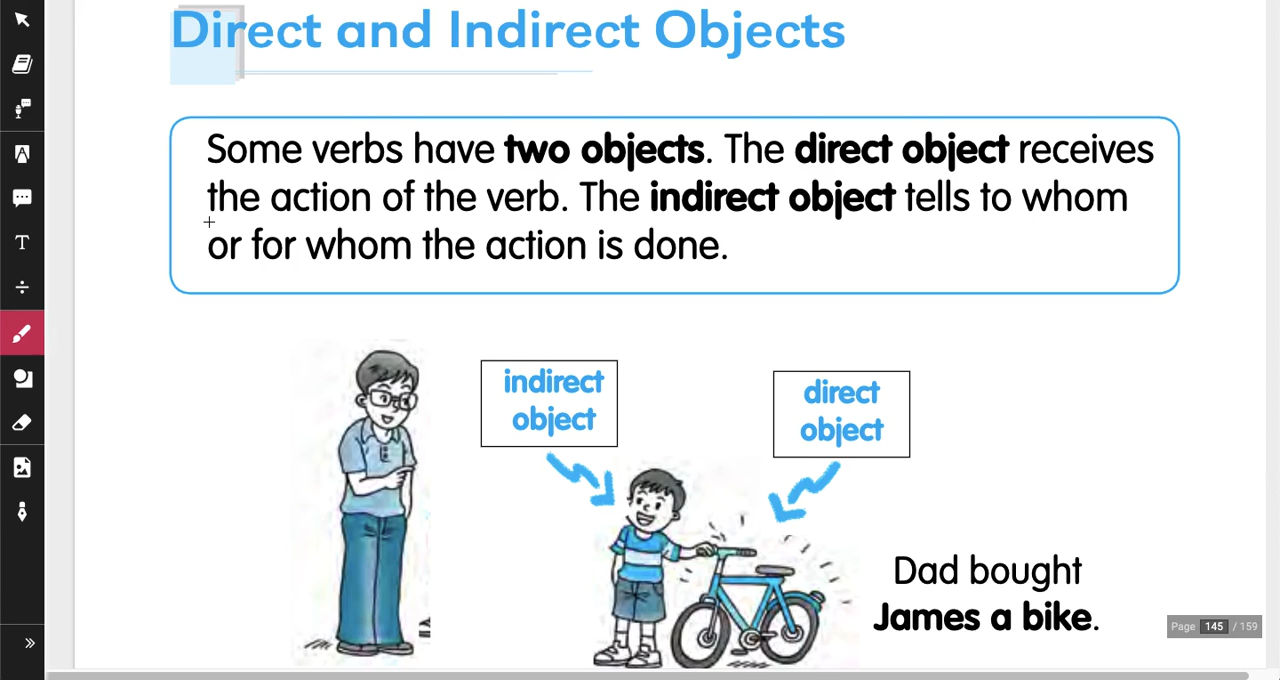 Direct and Indirect Objects
Some verbs have two objects. The direct object receives
the action of the verb. The indirect object tells to whom
or for whom the action is done.
indirect
object
direct
object
Dad bought
James a bike.
Page 145 / 159
T